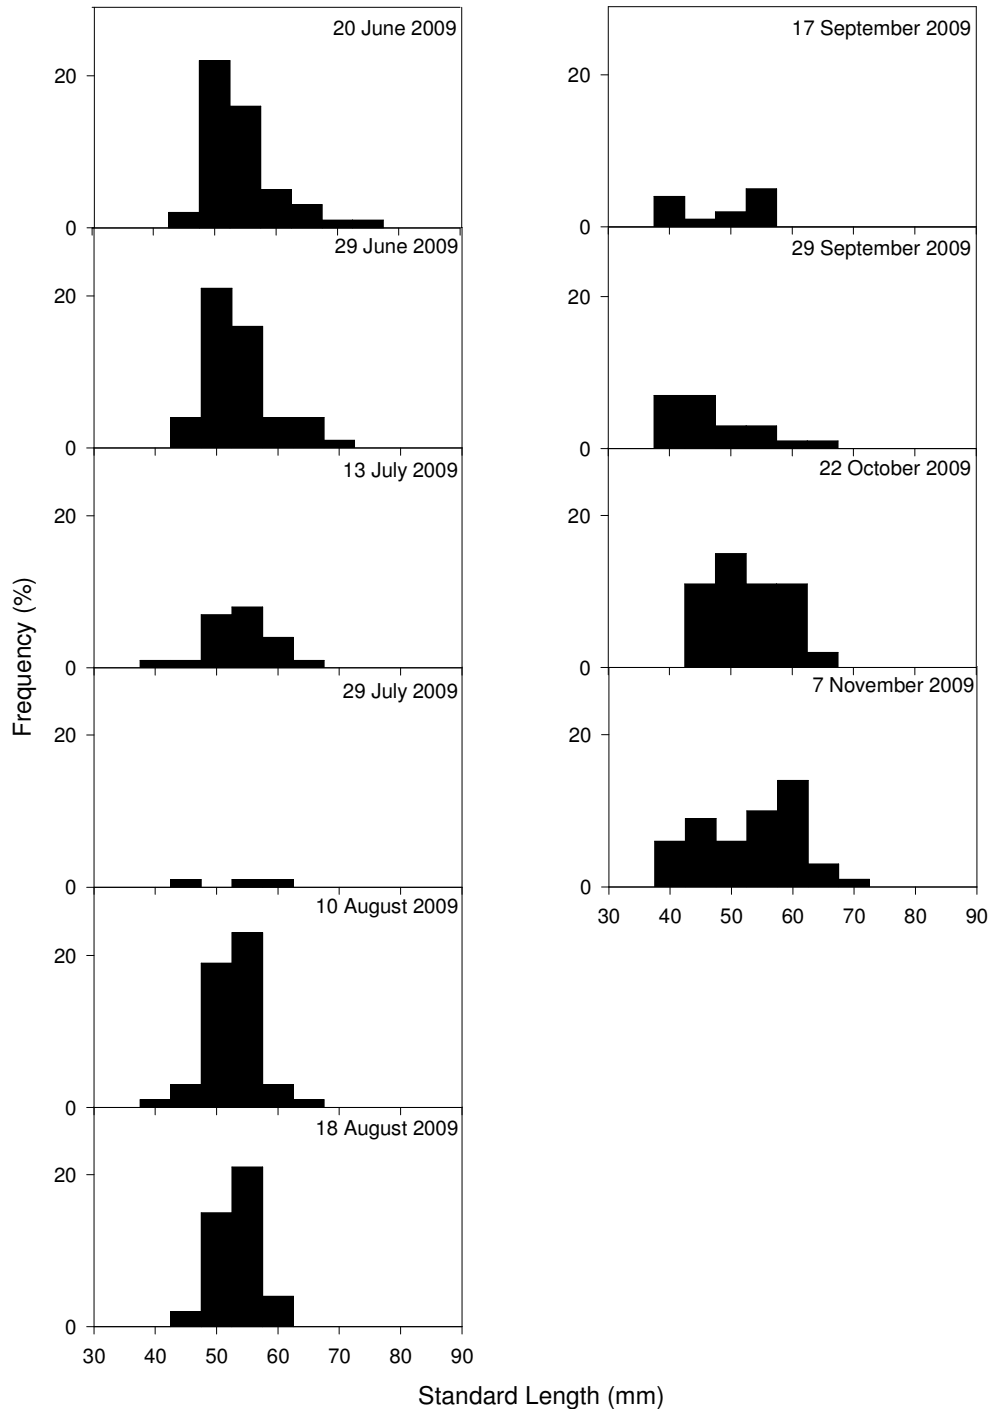 20 June 2009
20
0
29 June 2009
20
0
13 July 2009
20
0
29 July 2009
20
0
10 August 2009
20
0
18 August 2009
20
0
30 40 50 60 70 80 90
17 September 2009
20
0
29 September 2009
20
0
22 October 2009
20
0
7 November 2009
20
0
30 40 50 60 70 80 90
Frequency (%)
Standard Length (mm)